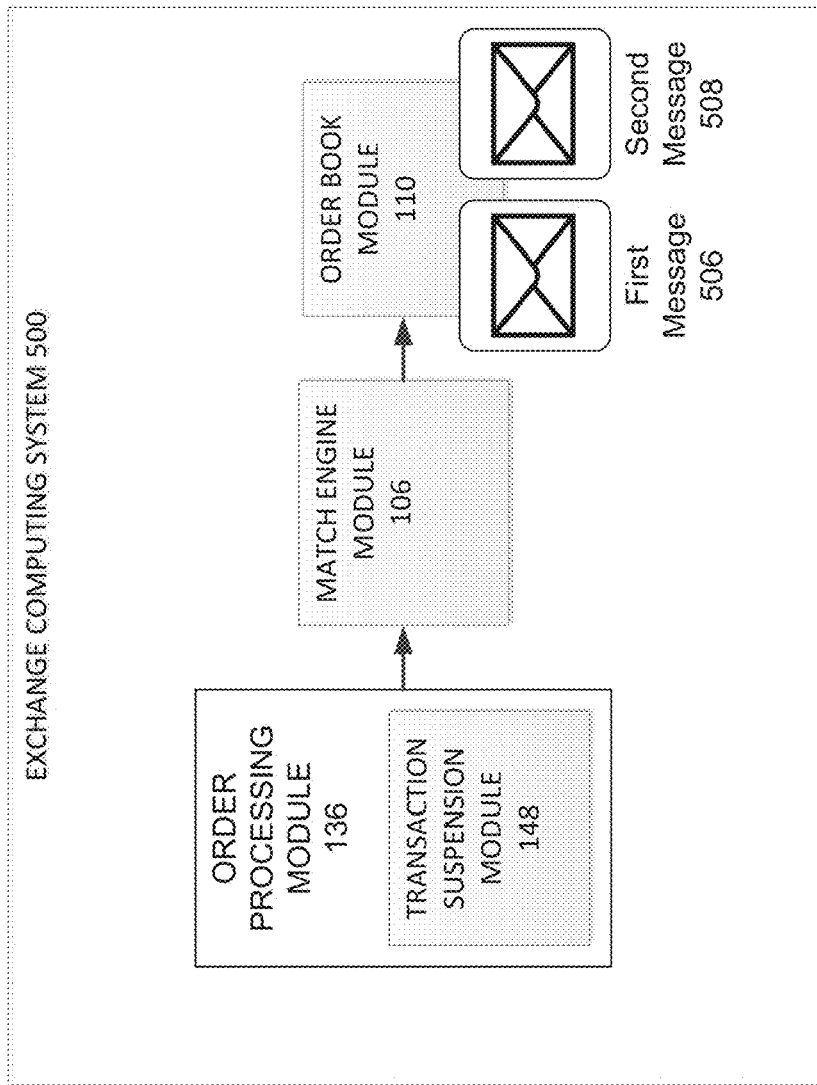 EXCHANGE COMPUTING SYSTEM 500
ORDER
PROCESSING
MODULE
136
TRANSACTION
SUSPENSION
MODULE
148
MATCH ENGINE
MODULE
106
ORDER BOOK
MODULE
110
First
Message
506
Second
Message
508